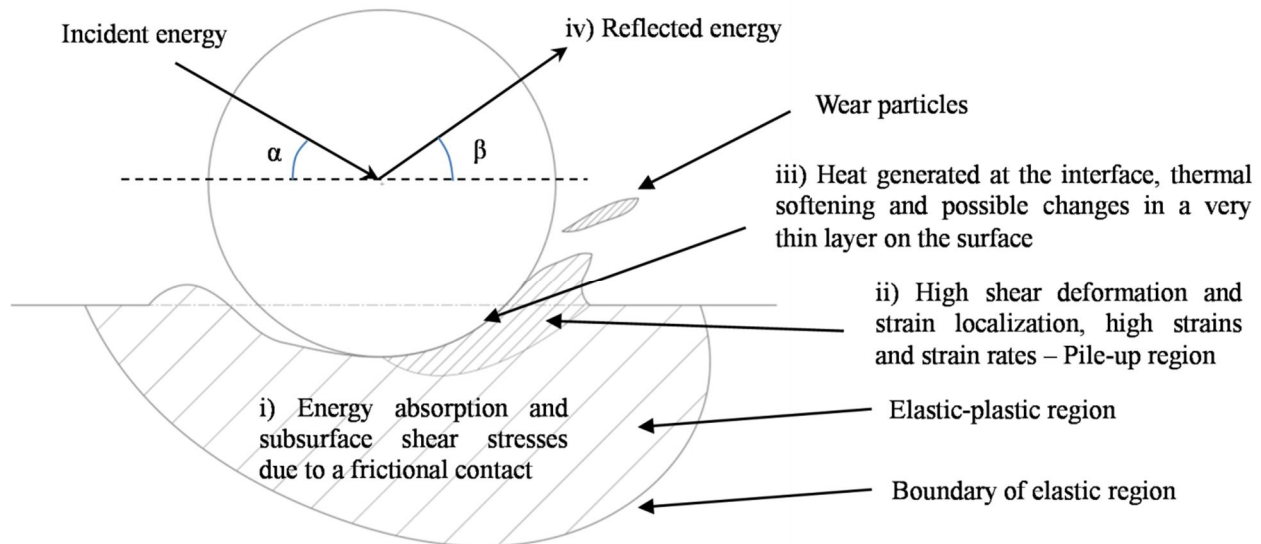 Incident energy
iv) Reflected energy
α
β
Wear particles
iii) Heat generated at the interface, thermal
softening and possible changes in a very
thin layer on the surface
ii) High shear deformation and
strain localization, high strains
and strain rates – Pile-up region
i) Energy absorption and
subsurface shear stresses
due to a frictional contact
Elastic-plastic region
Boundary of elastic region